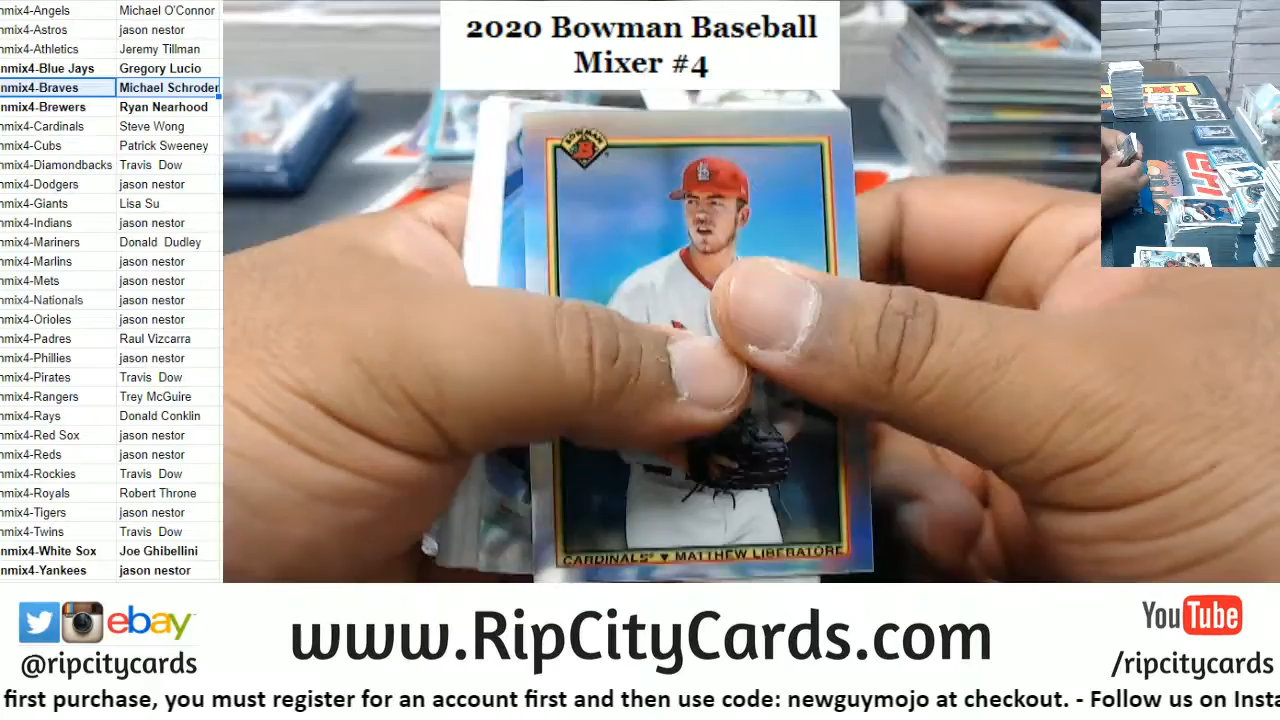 2020 Bowman Baseball
Mixer #4
nmix4-Angels Michael O'Connor
nmix4-Astros jason nestor
nmix4-Athletics Jeremy Tillman
nmix4-Blue Jays Gregory Lucio
nmix4-Braves Michael Schroder
nmix4-Brewers Ryan Nearhood
nmix4-Cardinals Steve Wong
nmix4-Cubs Patrick Sweeney
nmix4-Diamondbacks Travis Dow
nmix4-Dodgers jason nestor
nmix4-Giants Lisa Su
nmix4-Indians jason nestor
nmix4-Mariners Donald Dudley
nmix4-Marlins jason nestor
nmix4-Mets jason nestor
nmix4-Nationals jason nestor
nmix4-Orioles jason nestor
nmix4-Padres Raul Vizcarra
nmix4-Phillies jason nestor
nmix4-Pirates Travis Dow
nmix4-Rangers Trey McGuire
nmix4-Rays Donald Conklin
nmix4-Red Sox jason nestor
nmix4-Reds jason nestor
nmix4-Rockies Travis Dow
nmix4-Royals Robert Throne
nmix4-Tigers jason nestor
nmix4-Twins Travis Dow
nmix4-White Sox Joe Ghibellini
nmix4-Yankees jason nestor
BOWMAN
B
CARDINALS ▼ MATTHEW LIBERATORE
ebay
@ripcitycards
www.RipCityCards.com
YouTube
/ripcitycards
first purchase, you must register for an account first and then use code: newguymojo at checkout. - Follow us on Insta